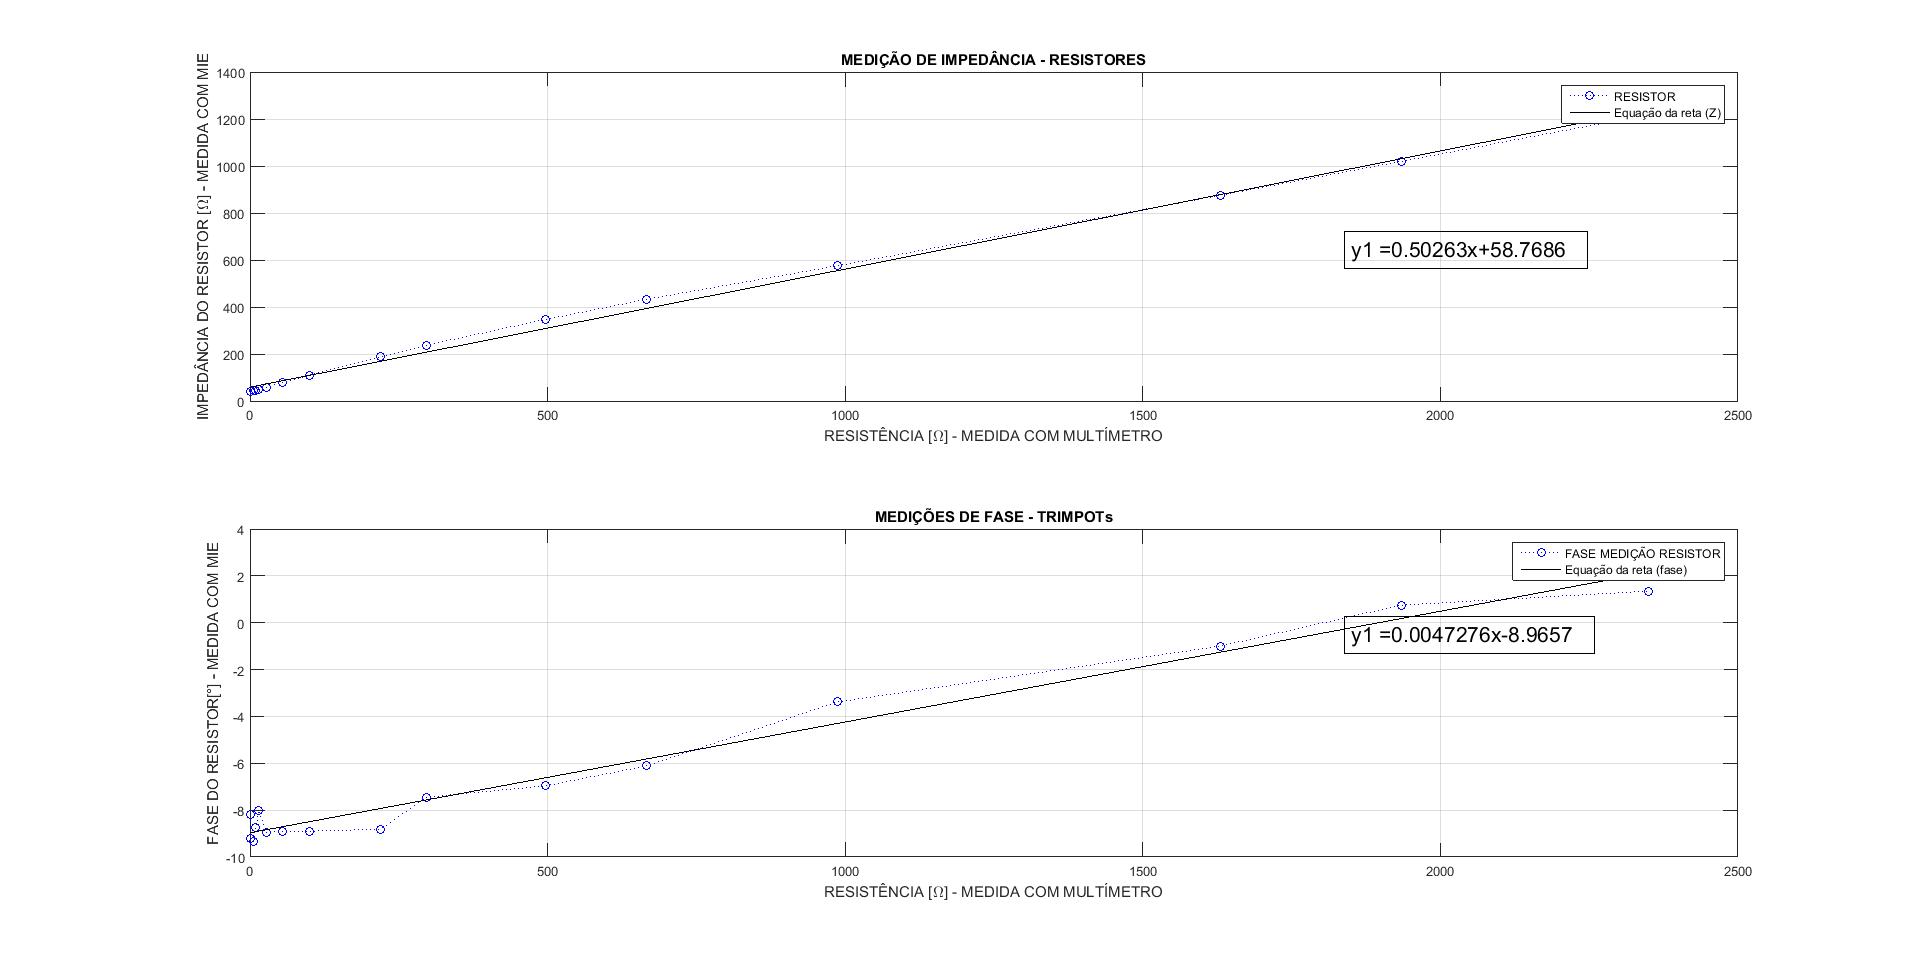 MEDIÇÃO DE IMPEDÂNCIA - RESISTORES
IMPEDÂNCIA DO RESISTOR [Ω] - MEDIDA COM MIE
1400
1200
1000
800
600
400
200
0
RESISTOR
Equação da reta (Z)
y1 =0.50263x+58.7686
0 500 1000 1500 2000 2500
RESISTÊNCIA [Ω] - MEDIDA COM MULTÍMETRO
MEDIÇÕES DE FASE - TRIMPOTs
FASE DO RESISTOR[°] - MEDIDA COM MIE
4
2
0
-2
-4
-6
-8
-10
FASE MEDIÇÃO RESISTOR
Equação da reta (fase)
y1 =0.0047276x-8.9657
0 500 1000 1500 2000 2500
RESISTÊNCIA [Ω] - MEDIDA COM MULTÍMETRO